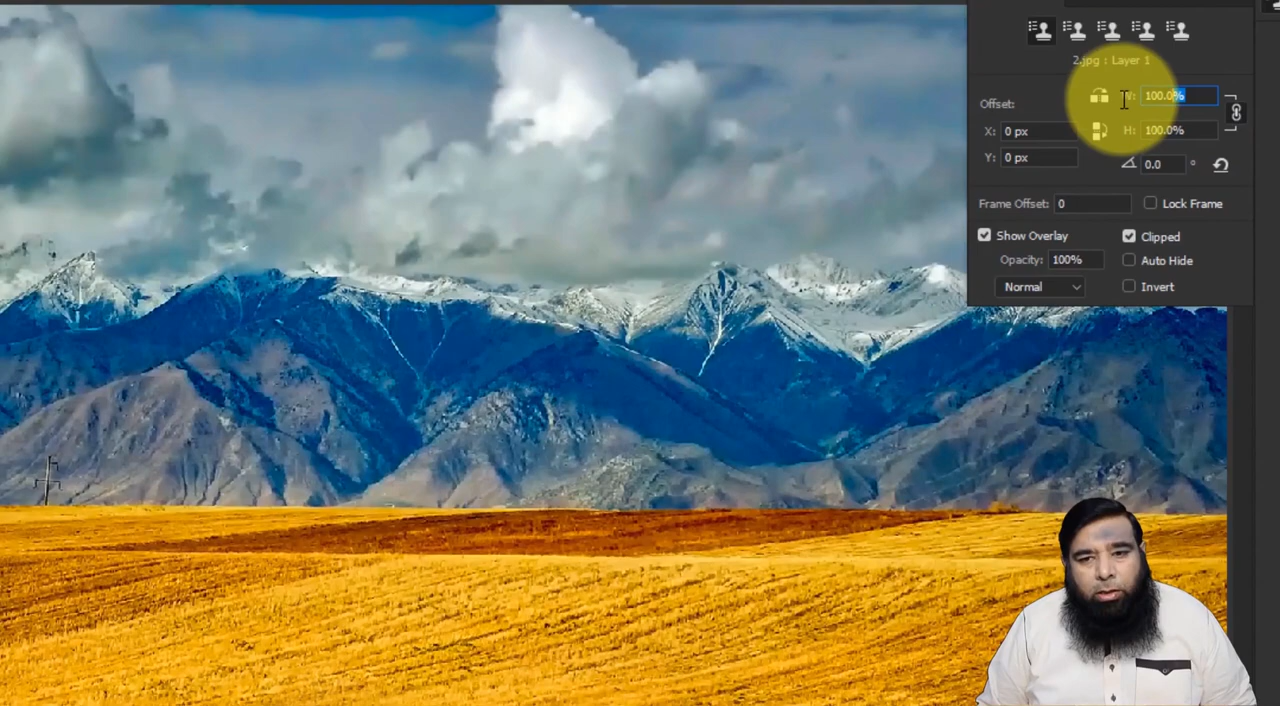 2.jpg : Layer 1
W: 100.0%
Offset:
X: 0 px
H: 100.0%
Y: 0 px
0.0 °
Frame Offset: 0
Lock Frame
Show Overlay
Clipped
Opacity: 100%
Auto Hide
Normal
Invert